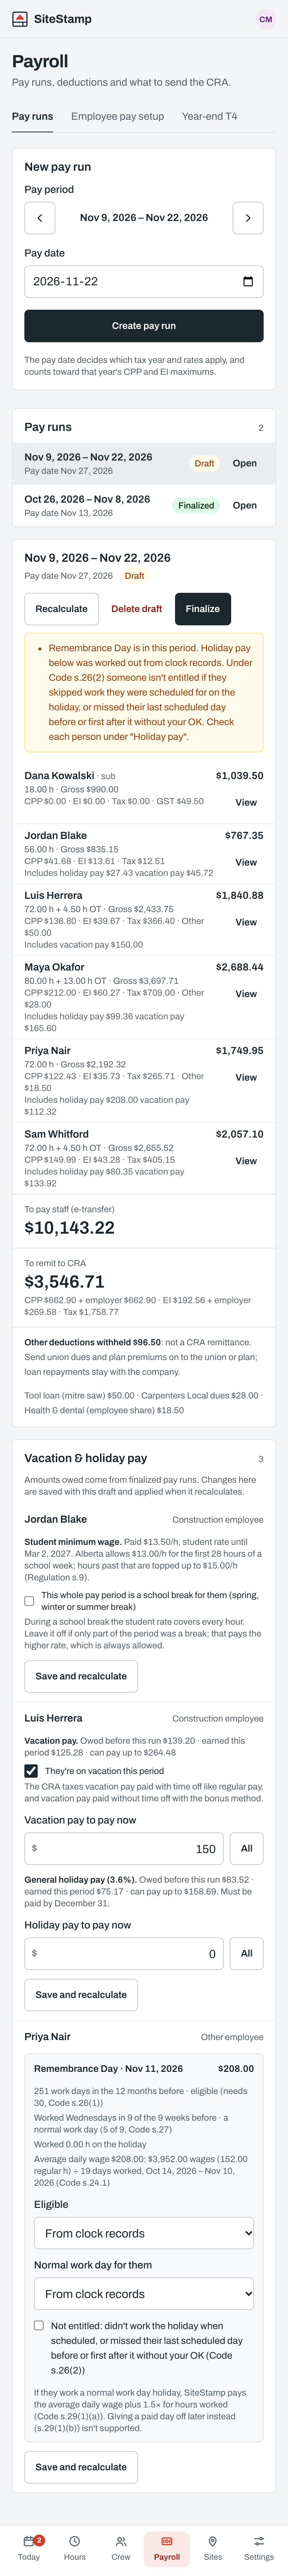 SiteStamp
CM
Payroll
Pay runs, deductions and what to send the CRA.
Pay runs Employee pay setup Year-end T4
New pay run
Pay period
Nov 9, 2026 – Nov 22, 2026
Pay date
2026-11-22
Create pay run
The pay date decides which tax year and rates apply, and
counts toward that year's CPP and EI maximums.
Pay runs 2
Nov 9, 2026 – Nov 22, 2026
Pay date Nov 27, 2026
Draft Open
Oct 26, 2026 – Nov 8, 2026
Pay date Nov 13, 2026
Finalized Open
Nov 9, 2026 – Nov 22, 2026
Pay date Nov 27, 2026 Draft
Recalculate Delete draft Finalize
• Remembrance Day is in this period. Holiday pay
below was worked out from clock records. Under
Code s.26(2) someone isn't entitled if they
skipped work they were scheduled for on the
holiday, or missed their last scheduled day
before or first after it without your OK. Check
each person under "Holiday pay".
Dana Kowalski · sub $1,039.50
18.00 h · Gross $990.00
CPP $0.00 · EI $0.00 · Tax $0.00 · GST $49.50
View
Jordan Blake $767.35
56.00 h · Gross $835.15
CPP $41.68 · EI $13.61 · Tax $12.51
Includes holiday pay $27.43 vacation pay $45.72
View
Luis Herrera $1,840.88
72.00 h + 4.50 h OT · Gross $2,433.75
CPP $136.80 · EI $39.67 · Tax $366.40 · Other
$50.00
Includes vacation pay $150.00
View
Maya Okafor $2,688.44
80.00 h + 13.00 h OT · Gross $3,697.71
CPP $212.00 · EI $60.27 · Tax $709.00 · Other
$28.00
Includes holiday pay $99.36 vacation pay
$165.60
View
Priya Nair $1,749.95
72.00 h · Gross $2,192.32
CPP $122.43 · EI $35.73 · Tax $265.71 · Other
$18.50
Includes holiday pay $208.00 vacation pay
$112.32
View
Sam Whitford $2,057.10
72.00 h + 4.50 h OT · Gross $2,655.52
CPP $149.99 · EI $43.28 · Tax $405.15
Includes holiday pay $80.35 vacation pay
$133.92
View
To pay staff (e-transfer)
$10,143.22
To remit to CRA
$3,546.71
CPP $662.90 + employer $662.90 · EI $192.56 + employer
$269.58 · Tax $1,758.77
Other deductions withheld $96.50: not a CRA remittance.
Send union dues and plan premiums on to the union or plan;
loan repayments stay with the company.
Tool loan (mitre saw) $50.00 · Carpenters Local dues $28.00 ·
Health & dental (employee share) $18.50
Vacation & holiday pay 3
Amounts owed come from finalized pay runs. Changes here
are saved with this draft and applied when it recalculates.
Jordan Blake Construction employee
Student minimum wage. Paid $13.50/h, student rate until
Mar 2, 2027. Alberta allows $13.00/h for the first 28 hours of a
school week; hours past that are topped up to $15.00/h
(Regulation s.9).
This whole pay period is a school break for them (spring,
winter or summer break)
During a school break the student rate covers every hour.
Leave it off if only part of the period was a break; that pays the
higher rate, which is always allowed.
Save and recalculate
Luis Herrera Construction employee
Vacation pay. Owed before this run $139.20 · earned this
period $125.28 · can pay up to $264.48
They're on vacation this period
The CRA taxes vacation pay paid with time off like regular pay,
and vacation pay paid without time off with the bonus method.
Vacation pay to pay now
$ 150 All
General holiday pay (3.6%). Owed before this run $83.52 ·
earned this period $75.17 · can pay up to $158.69. Must be
paid by December 31.
Holiday pay to pay now
$ 0 All
Save and recalculate
Priya Nair Other employee
Remembrance Day · Nov 11, 2026 $208.00
251 work days in the 12 months before · eligible (needs
30, Code s.26(1))
Worked Wednesdays in 9 of the 9 weeks before · a
normal work day (5 of 9, Code s.27)
Worked 0.00 h on the holiday
Average daily wage $208.00: $3,952.00 wages (152.00
regular h) ÷ 19 days worked, Oct 14, 2026 – Nov 10,
2026 (Code s.24.1)
Eligible
From clock records
Normal work day for them
From clock records
Not entitled: didn't work the holiday when
scheduled, or missed their last scheduled day
before or first after it without your OK (Code
s.26(2))
If they work a normal work day holiday, SiteStamp pays
the average daily wage plus 1.5× for hours worked
(Code s.29(1)(a)). Giving a paid day off later instead
(s.29(1)(b)) isn't supported.
Save and recalculate
2
Today Hours Crew Payroll Sites Settings